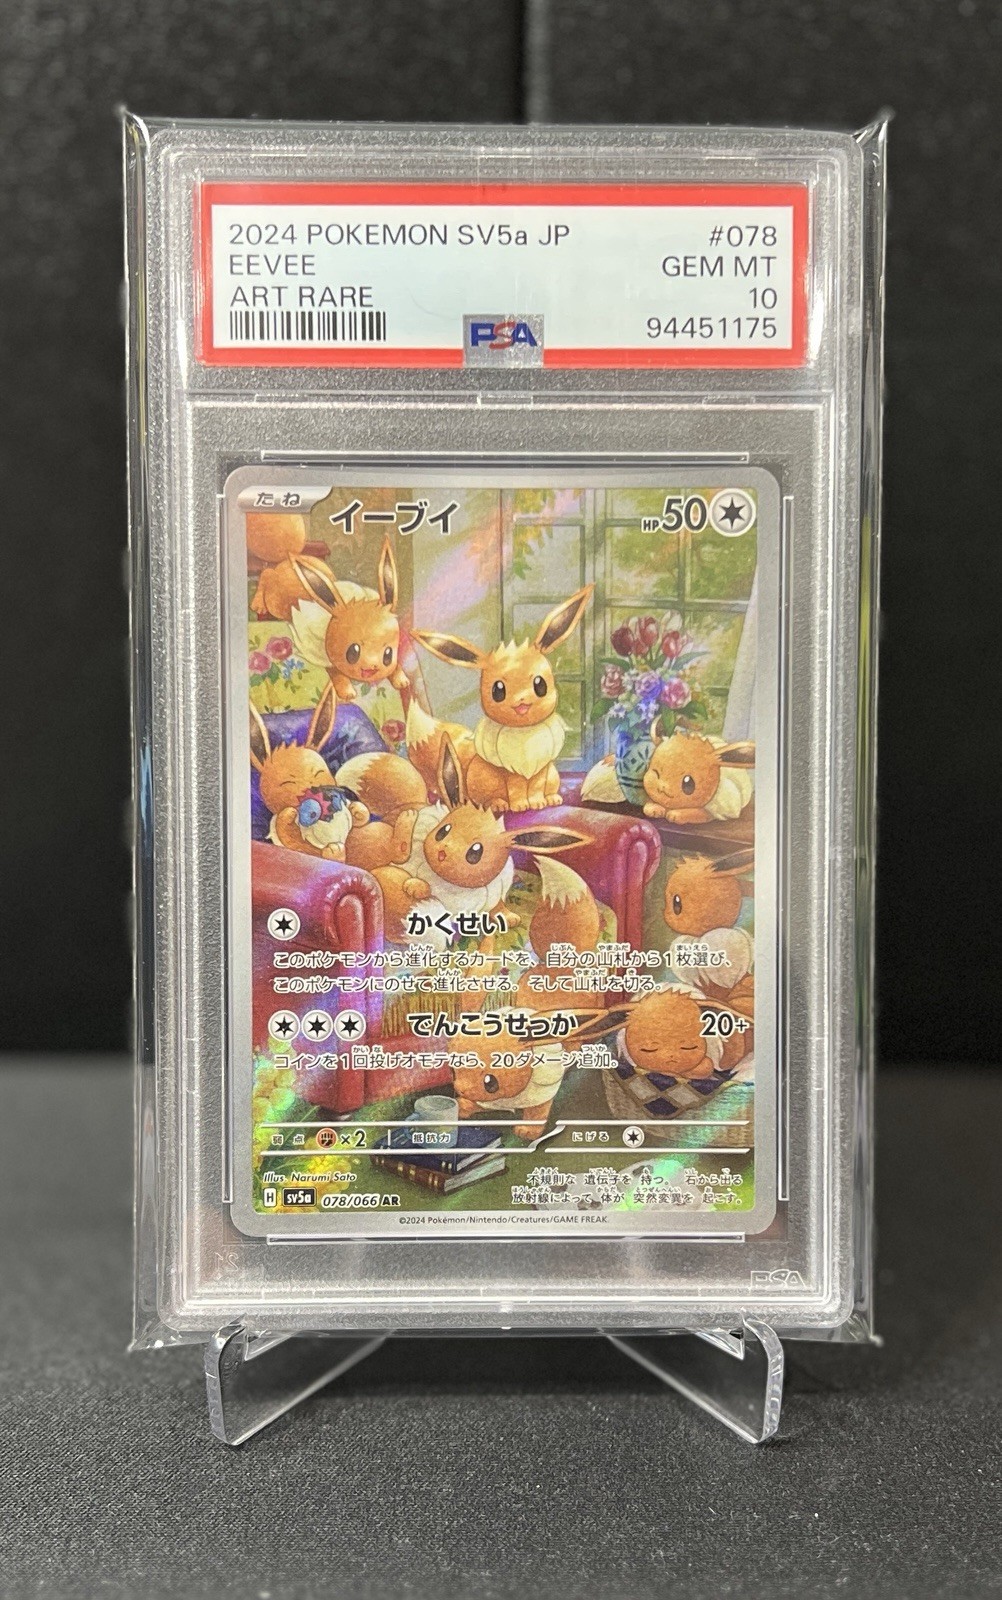 2024 POKEMON SV5a JP #078
EEVEE GEM MT
ART RARE 10
94451175
PSA
たね イーブイ HP50
かくせい
このポケモンから進化するカードを、自分の山札から1枚選び、
このポケモンにのせて進化させる。そして山札を切る。
でんこうせっか 20+
コインを1回投げオモテなら、20ダメージ追加。
弱点 ×2 抵抗力 にげる
Illus. Narumi Sato
H sv5a 078/066 AR
不規則な 遺伝子を 持つ。 石から出る
放射線によって 体が 突然変異を 起こす。
©2024 Pokémon/Nintendo/Creatures/GAME FREAK
PSA